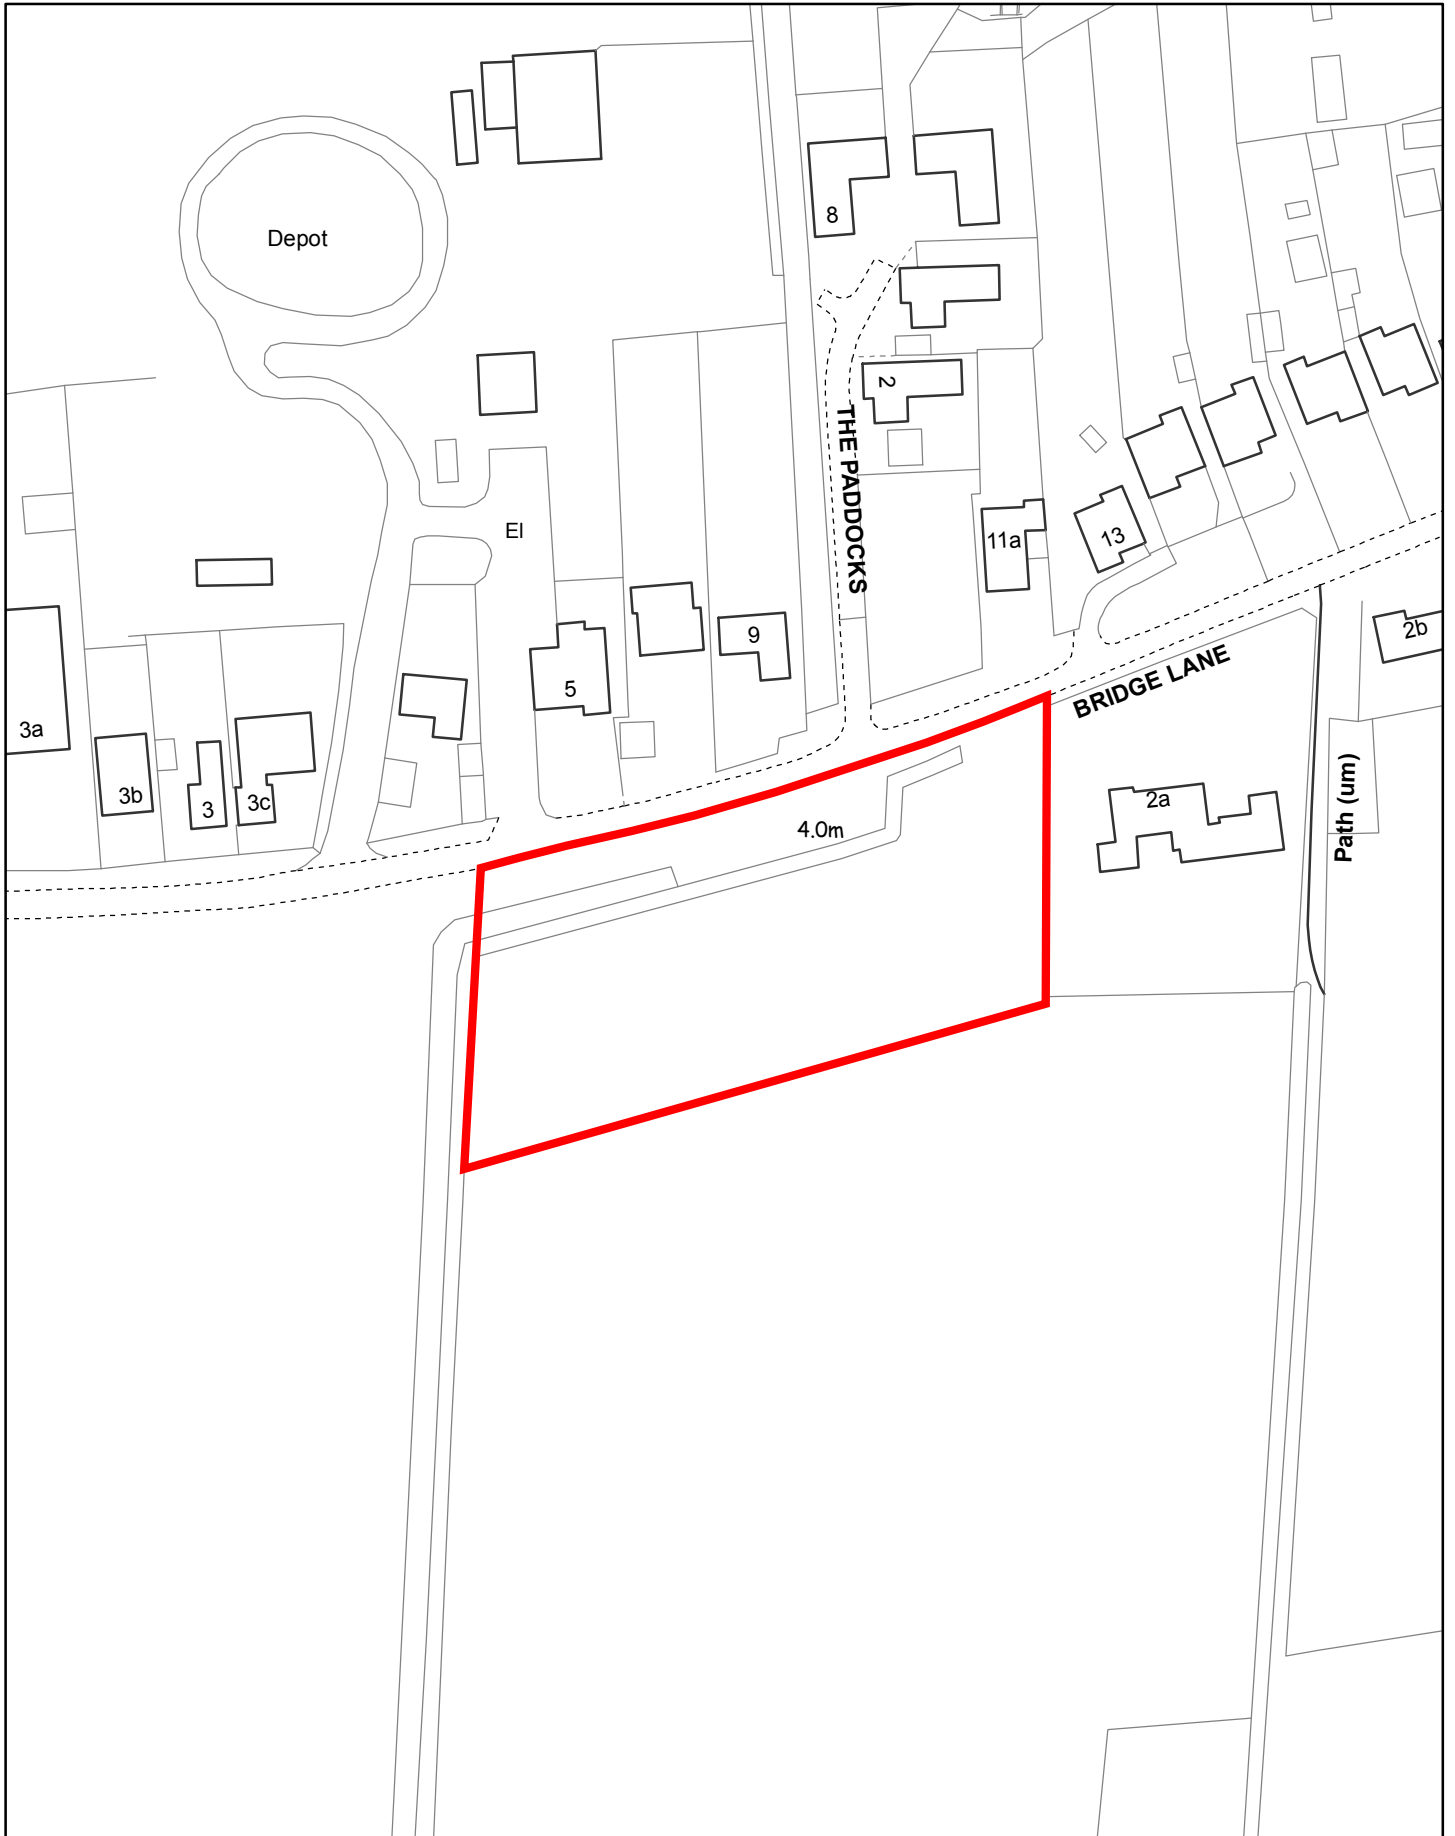 8
Depot
2
THE PADDOCKS
El
11a
13
9
2b
5
BRIDGE LANE
3a
3b
3
3c
2a
Path (um)
4.0m